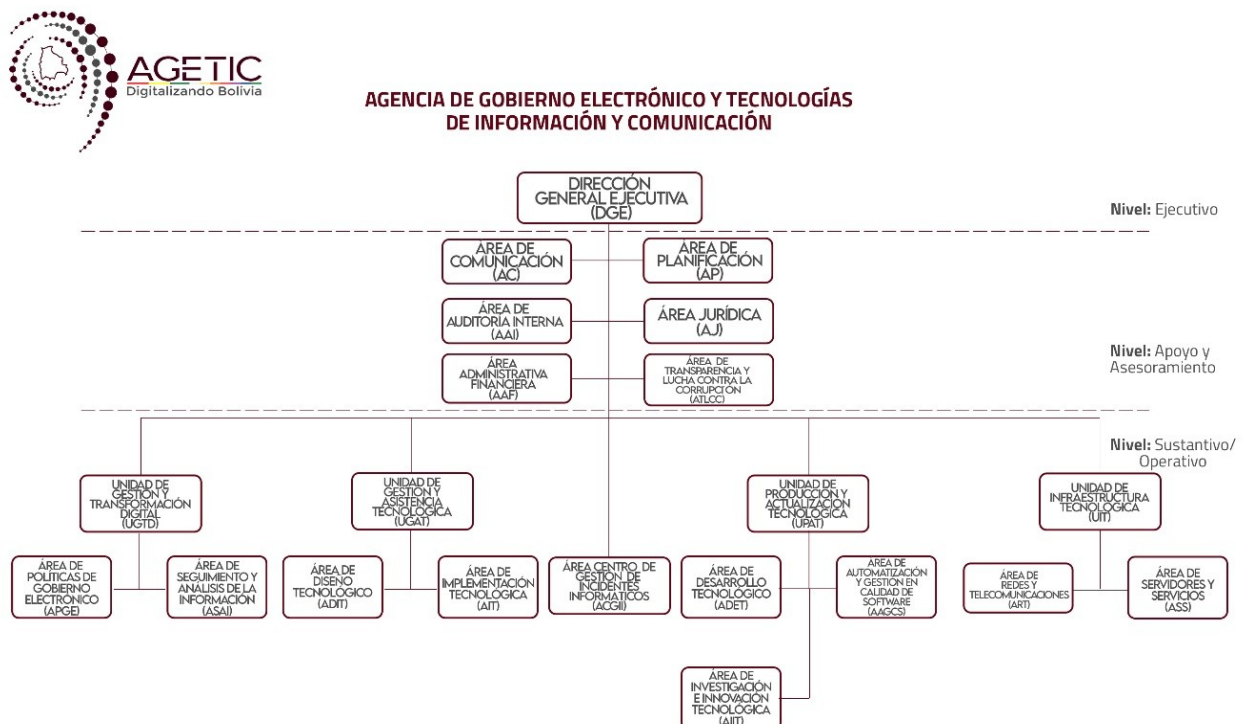 AGETIC
Digitalizando Bolivia
AGENCIA DE GOBIERNO ELECTRÓNICO Y TECNOLOGÍAS
DE INFORMACIÓN Y COMUNICACIÓN
DIRECCIÓN
GENERAL EJECUTIVA
(DGE)
Nivel: Ejecutivo
ÁREA DE
COMUNICACIÓN
(AC)
ÁREA DE
PLANIFICACIÓN
(AP)
ÁREA DE
AUDITORÍA INTERNA
(AAI)
ÁREA JURÍDICA
(AJ)
ÁREA
ADMINISTRATIVA
FINANCIERA
(AAF)
ÁREA DE
TRANSPARENCIA Y
LUCHA CONTRA LA
CORRUPCIÓN
(ATLCC)
Nivel: Apoyo y
Asesoramiento
Nivel: Sustantivo/
Operativo
UNIDAD DE
GESTIÓN Y
TRANSFORMACIÓN
DIGITAL
(UGTD)
UNIDAD DE
GESTIÓN Y
ASISTENCIA
TECNOLÓGICA
(UGAT)
UNIDAD DE
PRODUCCIÓN Y
ACTUALIZACIÓN
TECNOLÓGICA
(UPAT)
UNIDAD DE
INFRAESTRUCTURA
TECNOLÓGICA
(UIT)
ÁREA DE
POLÍTICAS DE
GOBIERNO
ELECTRÓNICO
(APGE)
ÁREA DE
SEGUIMIENTO Y
ANÁLISIS DE LA
INFORMACIÓN
(ASAI)
ÁREA DE
DISEÑO
TECNOLÓGICO
(ADIT)
ÁREA DE
IMPLEMENTACIÓN
TECNOLÓGICA
(AIT)
ÁREA CENTRO DE
GESTIÓN DE
INCIDENTES
INFORMÁTICOS
(ACGII)
ÁREA DE
DESARROLLO
TECNOLÓGICO
(ADET)
ÁREA DE
AUTOMATIZACIÓN
Y GESTIÓN EN
CALIDAD DE
SOFTWARE
(AAGCS)
ÁREA DE
REDES Y
TELECOMUNICACIONES
(ART)
ÁREA DE
SERVIDORES Y
SERVICIOS
(ASS)
ÁREA DE
INVESTIGACIÓN
E INNOVACIÓN
TECNOLÓGICA
(AIIT)